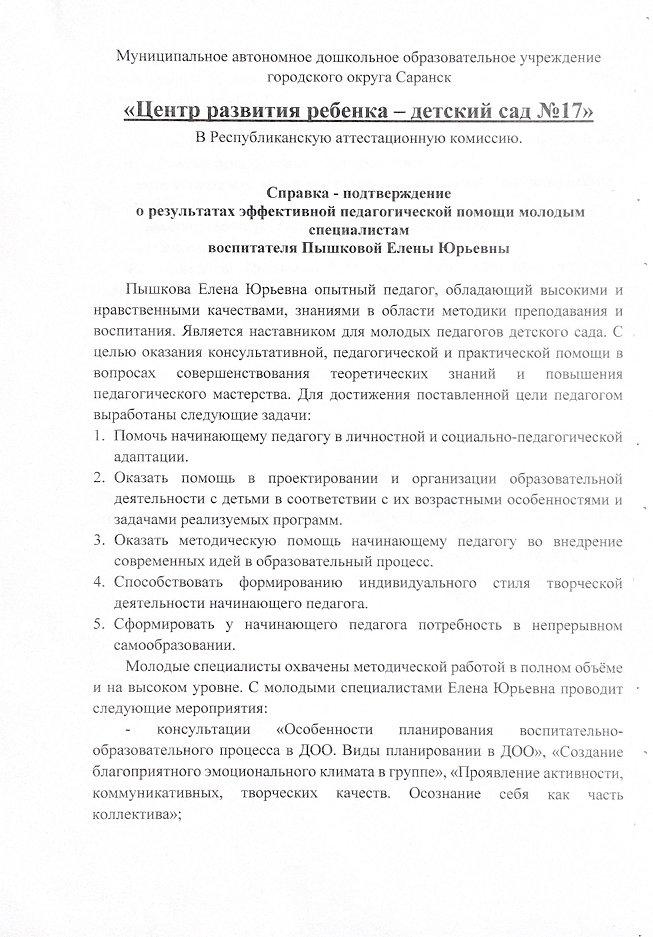 Муниципальное автономное дошкольное образовательное учреждение
городского округа Саранск
«Центр развития ребенка – детский сад №17»
В Республиканскую аттестационную комиссию.
Справка - подтверждение
о результатах эффективной педагогической помощи молодым
специалистам
воспитателя Пышковой Елены Юрьевны
Пышкова Елена Юрьевна опытный педагог, обладающий высокими и
нравственными качествами, знаниями в области методики преподавания и
воспитания. Является наставником для молодых педагогов детского сада. С
целью оказания консультативной, педагогической и практической помощи в
вопросах совершенствования теоретических знаний и повышения
педагогического мастерства. Для достижения поставленной цели педагогом
выработаны следующие задачи:
1. Помочь начинающему педагогу в личностной и социально-педагогической
адаптации.
2. Оказать помощь в проектировании и организации образовательной
деятельности с детьми в соответствии с их возрастными особенностями и
задачами реализуемых программ.
3. Оказать методическую помощь начинающему педагогу во внедрение
современных идей в образовательный процесс.
4. Способствовать формированию индивидуального стиля творческой
деятельности начинающего педагога.
5. Сформировать у начинающего педагога потребность в непрерывном
самообразовании.
Молодые специалисты охвачены методической работой в полном объёме
и на высоком уровне. С молодыми специалистами Елена Юрьевна проводит
следующие мероприятия:
- консультации «Особенности планирования воспитательно-
образовательного процесса в ДОО. Виды планировании в ДОО», «Создание
благоприятного эмоционального климата в группе», «Проявление активности,
коммуникативных, творческих качеств. Осознание себя как часть
коллектива»;